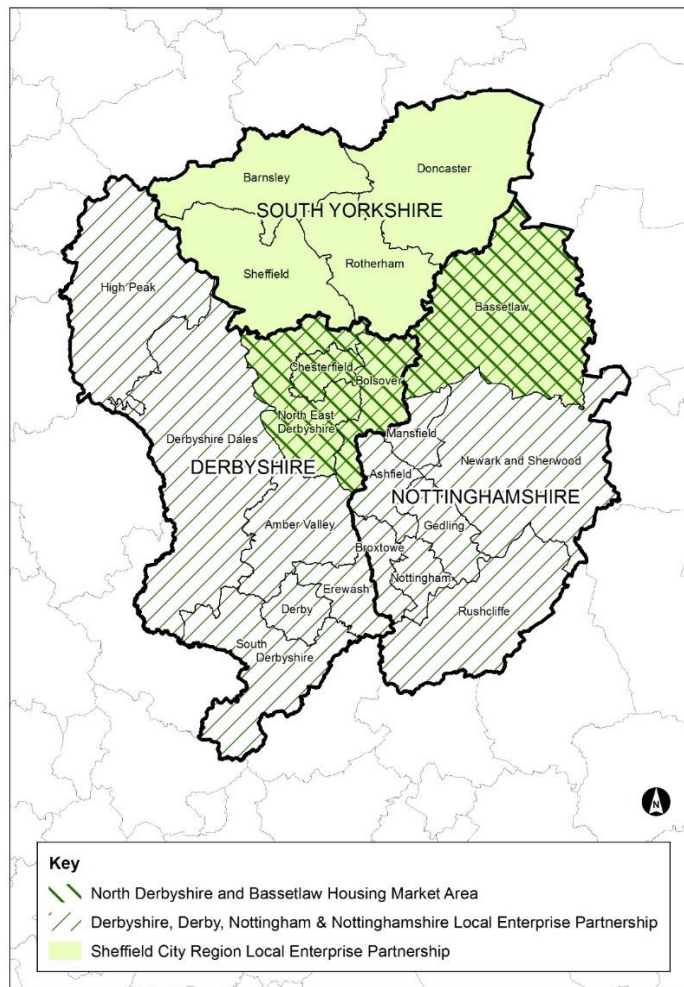 Barnsley
Doncaster
SOUTH YORKSHIRE
Sheffield
Rotherham
High Peak
Bassetlaw
Chesterfield
Bolsover
North East
Derbyshire
Mansfield
Derbyshire Dales
Newark and Sherwood
DERBYSHIRE
Ashfield
NOTTINGHAMSHIRE
Amber Valley
Gedling
Broxtowe
Nottingham
Erewash
Derby
Rushcliffe
South
Derbyshire
N
Key
North Derbyshire and Bassetlaw Housing Market Area
Derbyshire, Derby, Nottingham & Nottinghamshire Local Enterprise Partnership
Sheffield City Region Local Enterprise Partnership